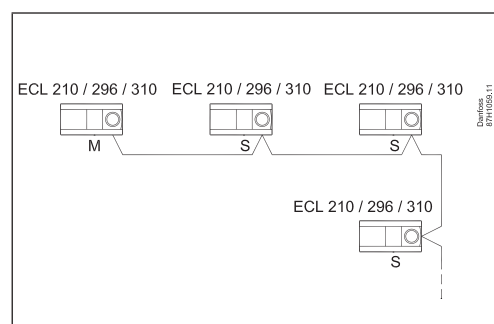 ECL 210 / 296 / 310 ECL 210 / 296 / 310 ECL 210 / 296 / 310
M S S
ECL 210 / 296 / 310
S
Danfoss
87H1059.11